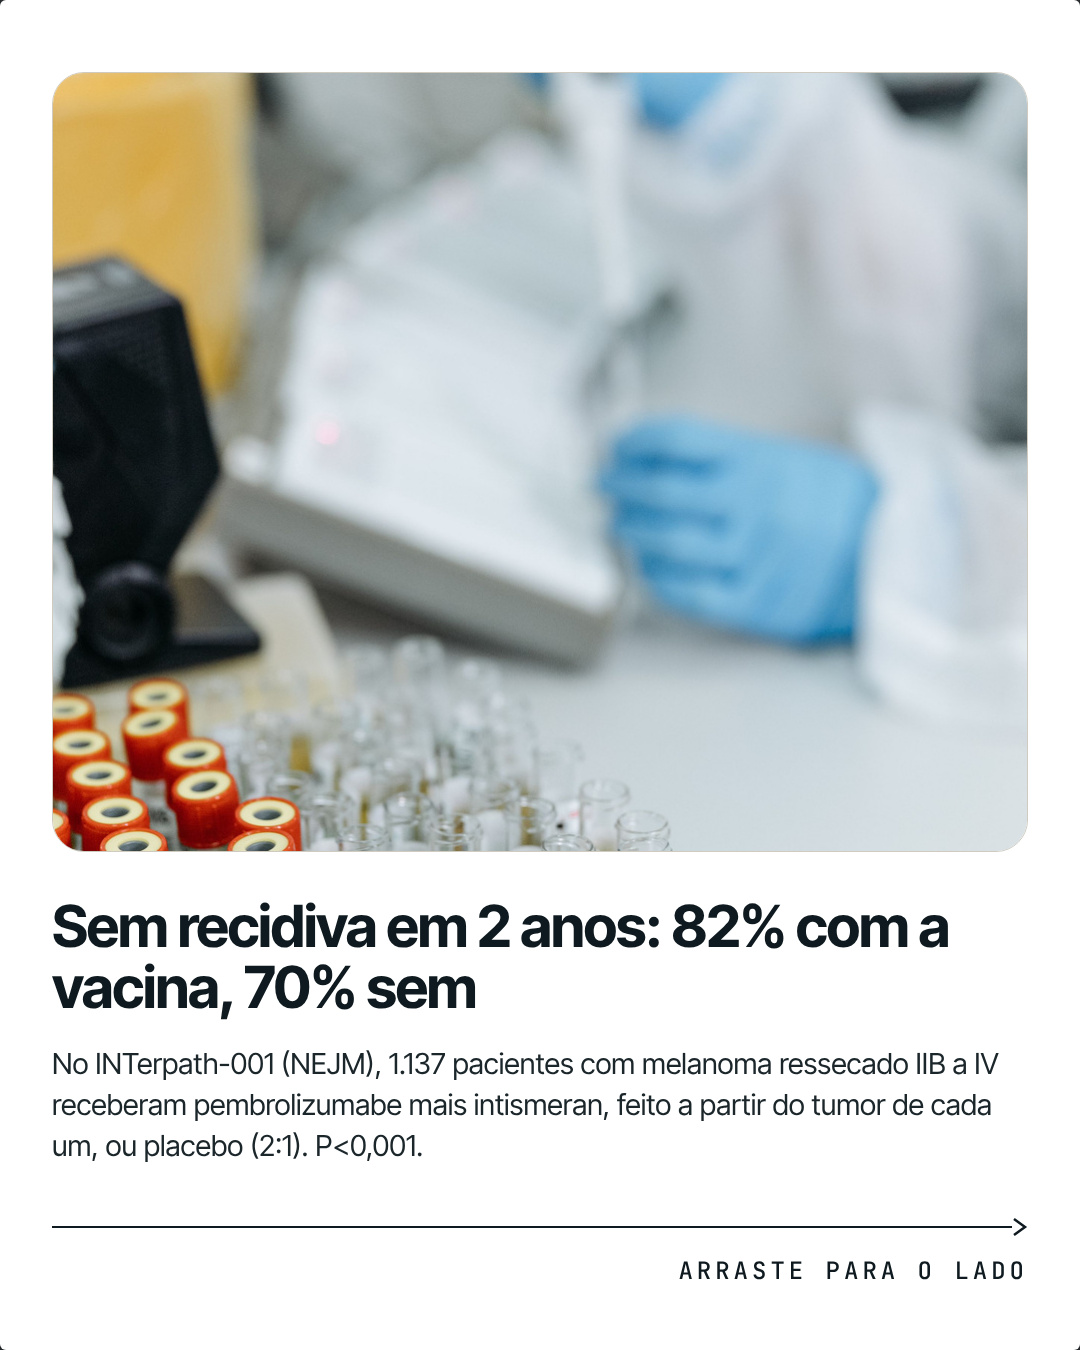 Sem recidiva em 2 anos: 82% com a
vacina, 70% sem
No INTerpath-001 (NEJM), 1.137 pacientes com melanoma ressecado IIB a IV
receberam pembrolizumabe mais intismeran, feito a partir do tumor de cada
um, ou placebo (2:1). P<0,001.
ARRASTE PARA O LADO